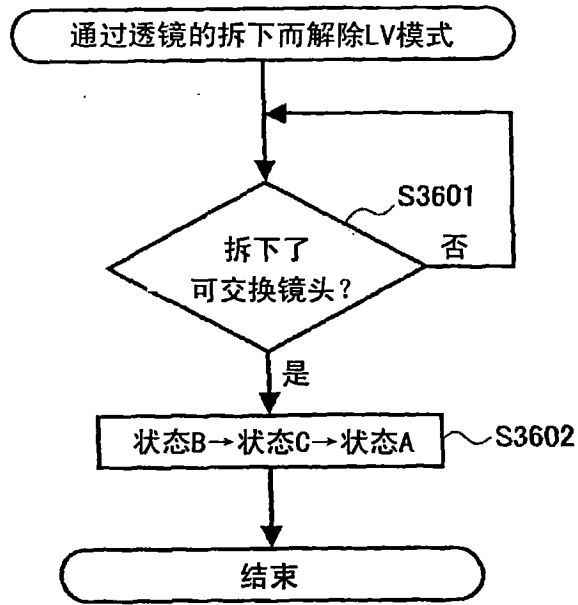 通过透镜的拆下而解除LV模式
S3601
拆下了
可交换镜头？
否
是
状态B→状态C→状态A
S3602
结束